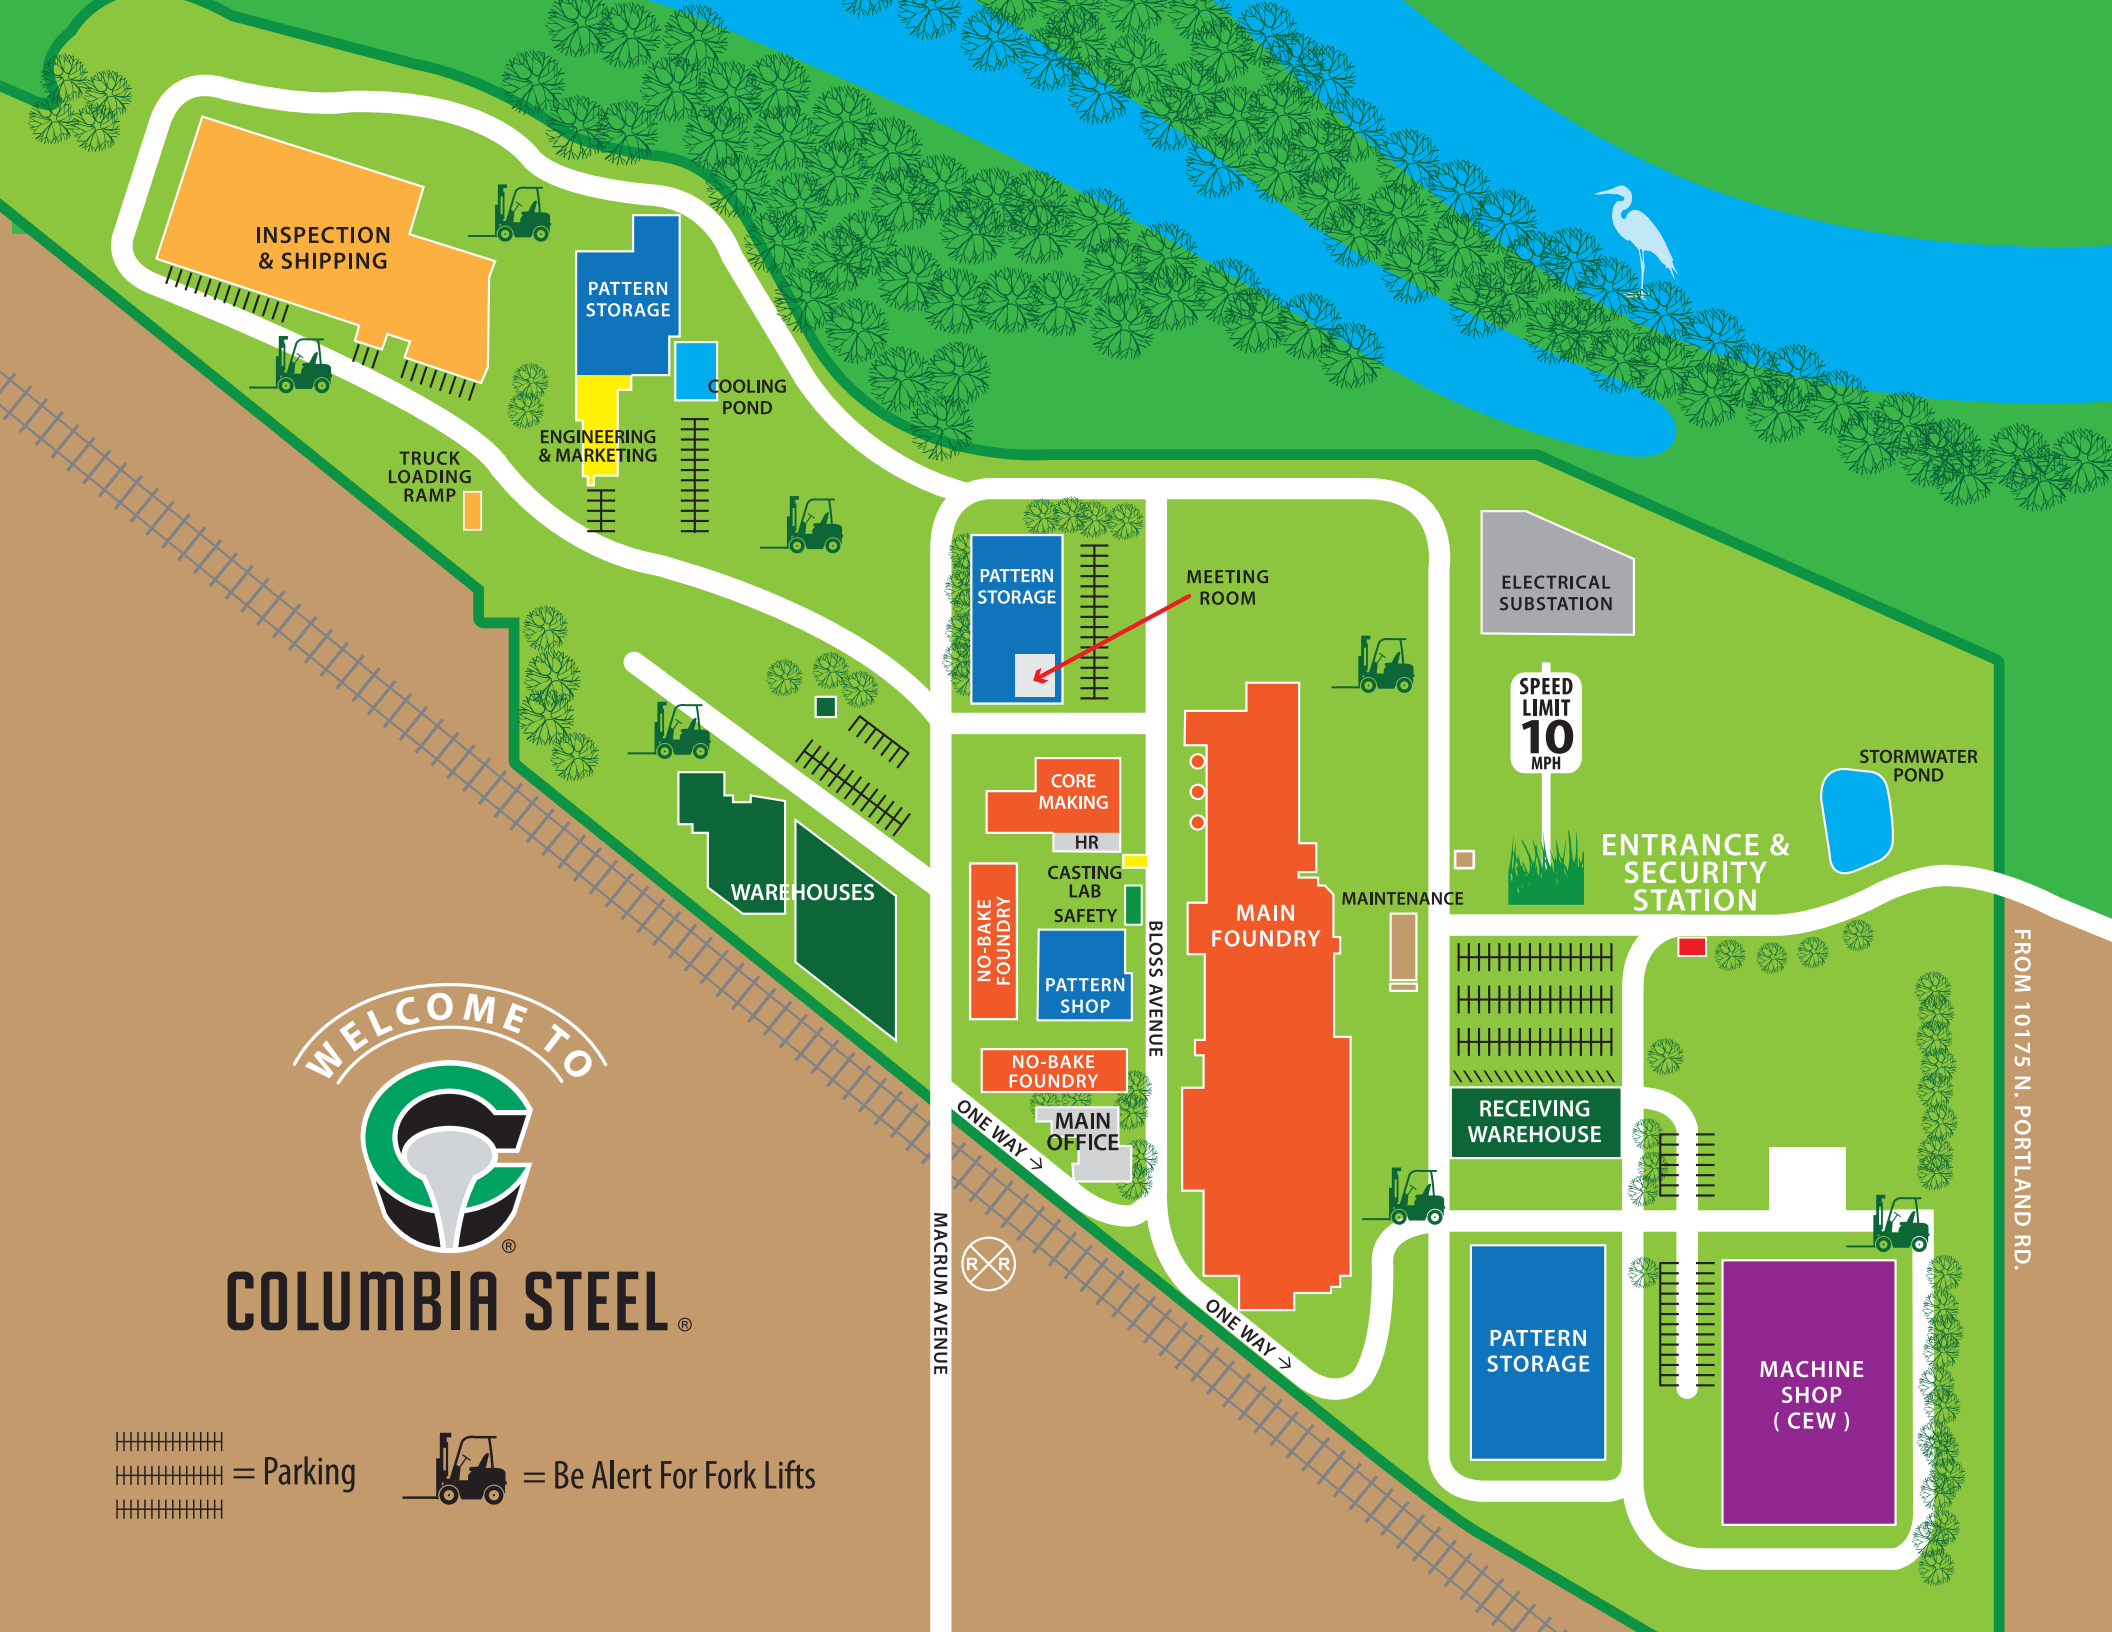 INSPECTION
& SHIPPING
PATTERN
STORAGE
COOLING
POND
ENGINEERING
& MARKETING
TRUCK
LOADING
RAMP
PATTERN
STORAGE
MEETING
ROOM
ELECTRICAL
SUBSTATION
SPEED
LIMIT
10
MPH
STORMWATER
POND
ENTRANCE &
SECURITY
STATION
CORE
MAKING
HR
CASTING
LAB
SAFETY
WAREHOUSES
NO-BAKE
FOUNDRY
PATTERN
SHOP
BLOSS AVENUE
MAIN
FOUNDRY
MAINTENANCE
FROM 10175 N. PORTLAND RD.
NO-BAKE
FOUNDRY
MAIN
OFFICE
ONE WAY →
RECEIVING
WAREHOUSE
MACRUM AVENUE
R R
ONE WAY →
PATTERN
STORAGE
MACHINE
SHOP
( CEW )
WELCOME TO
®
COLUMBIA STEEL ®
= Parking
= Be Alert For Fork Lifts